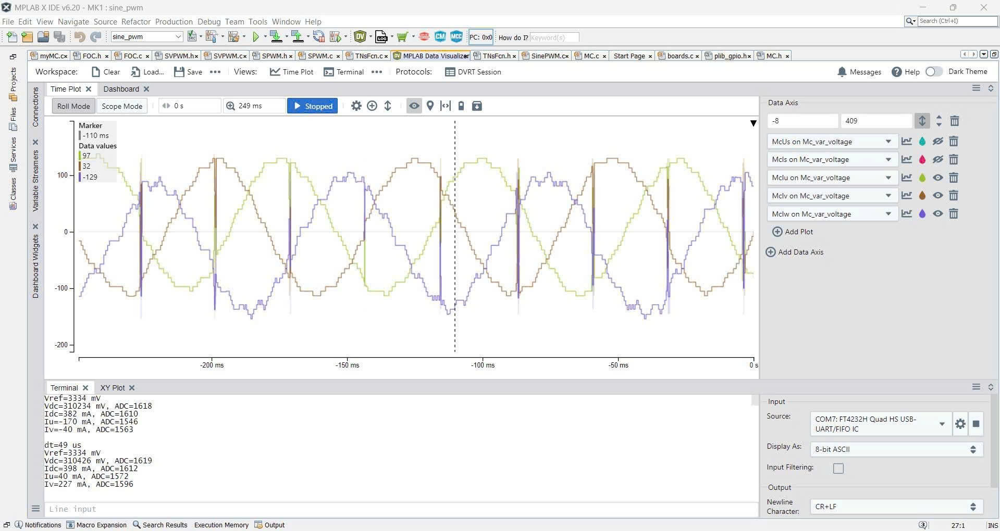 MPLAB X IDE v6.20 - MK1 : sine_pwm
File Edit View Navigate Source Refactor Production Debug Team Tools Window Help
Search (Ctrl+I)
sine_pwm
PC: 0x0
How do I? Keyword(s)
myMC.c FOC.h FOC.c SVPWM.h SVPWM.c SPWM.h SPWM.c TNsFcn.c MPLAB Data Visualizer TNsFcn.h SinePWM.c MC.c Start Page boards.c plib_gpio.h MC.h
Workspace: Clear Load... Save Views: Time Plot Terminal Protocols: DVRT Session Messages Help Dark Theme
Projects
Files
Services
Classes
Connections
Variable Streamers
Dashboard Widgets
Time Plot Dashboard
Roll Mode Scope Mode 0 s 249 ms Stopped
Marker
-110 ms
Data values
97
32
-129
100
0
-100
-200
-200 ms -150 ms -100 ms -50 ms 0 s
Data Axis
-8 409
McUs on Mc_var_voltage
McIs on Mc_var_voltage
McIu on Mc_var_voltage
McIv on Mc_var_voltage
McIw on Mc_var_voltage
Add Plot
Add Data Axis
Terminal XY Plot
Vref=3334 mV
Vdc=310234 mV, ADC=1618
Idc=382 mA, ADC=1610
Iu=-170 mA, ADC=1546
Iv=-40 mA, ADC=1563
dt=49 us
Vref=3334 mV
Vdc=310426 mV, ADC=1619
Idc=398 mA, ADC=1612
Iu=40 mA, ADC=1572
Iv=227 mA, ADC=1596
Line input
Input
Source: COM7: FT4232H Quad HS USB-
UART/FIFO IC
Display As: 8-bit ASCII
Input Filtering:
Output
Newline
Character: CR+LF
Notifications Macro Expansion Search Results Execution Memory Output
3 27:1 INS